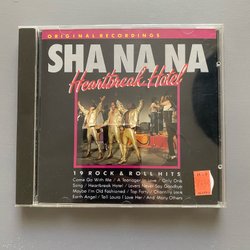 ORIGINAL RECORDINGS
SHA NA NA
Heartbreak Hotel
19 ROCK & ROLL HITS
Come Go With Me / A Teenager In Love / Only One
Song / Heartbreak Hotel / Lovers Never Say Goodbye
Maybe I'm Old Fashioned / Top Forty / Chantilly Lace
Earth Angel / Tell Laura I Love Her / And Many Others